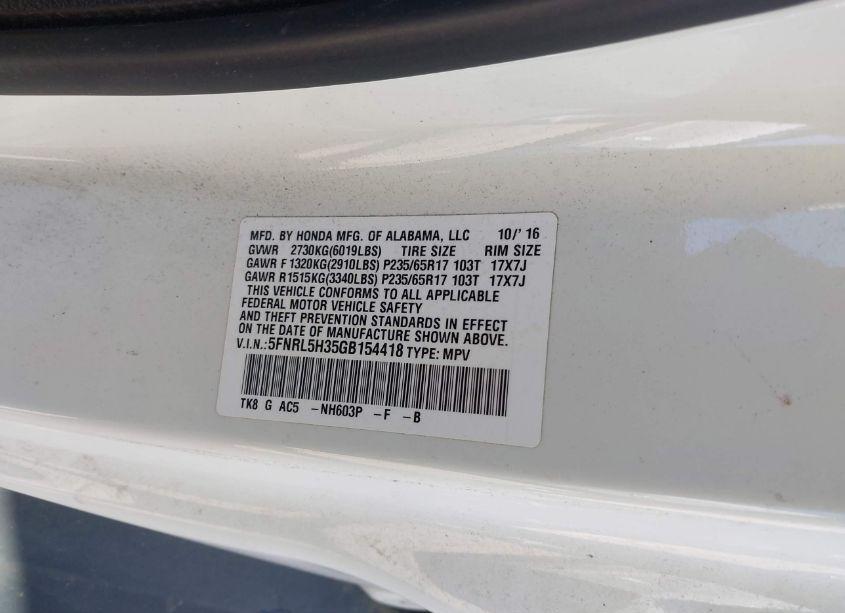 MFD. BY HONDA MFG. OF ALABAMA, LLC 10/' 16
GVWR 2730KG(6019LBS) TIRE SIZE RIM SIZE
GAWR F 1320KG(2910LBS) P235/65R17 103T 17X7J
GAWR R1515KG(3340LBS) P235/65R17 103T 17X7J
THIS VEHICLE CONFORMS TO ALL APPLICABLE
FEDERAL MOTOR VEHICLE SAFETY
AND THEFT PREVENTION STANDARDS IN EFFECT
ON THE DATE OF MANUFACTURE SHOWN ABOVE.
V.I.N.:5FNRL5H35GB154418 TYPE: MPV
TK8 G AC5 -NH603P -F -B